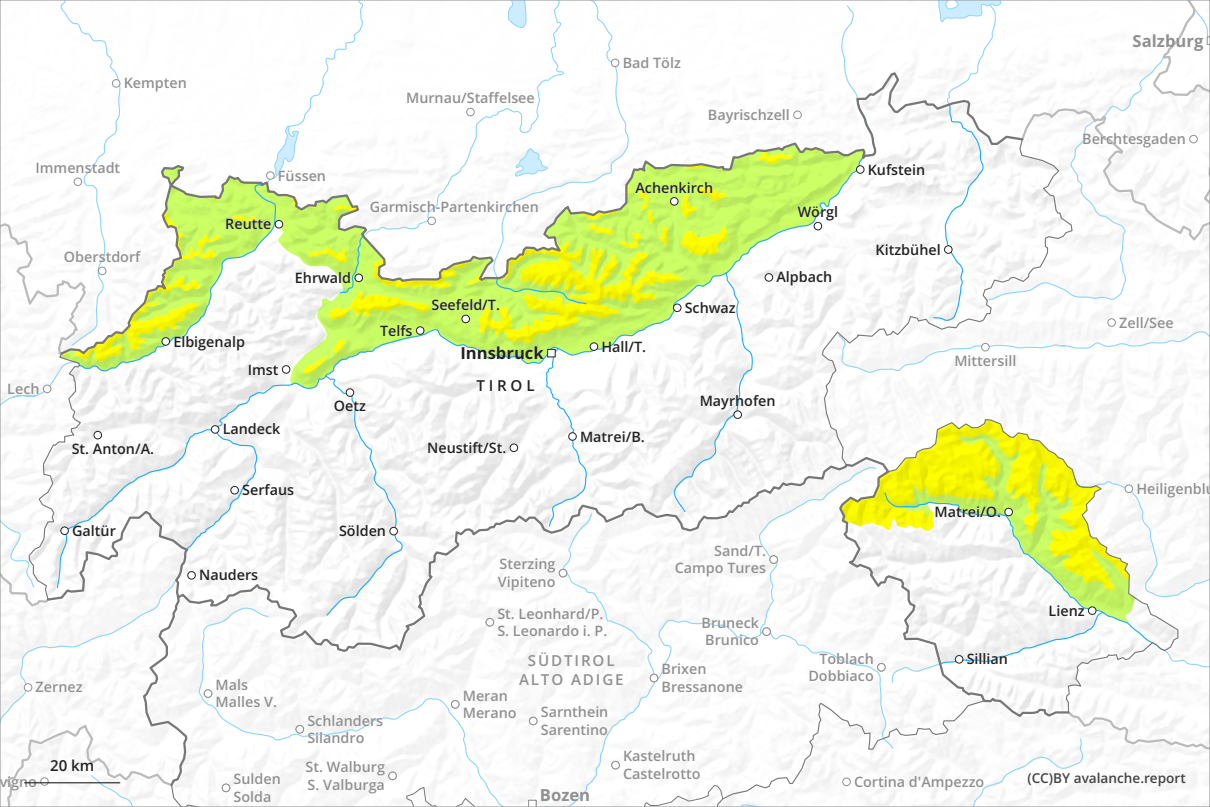 Salzburg
Bad Tölz
Kempten
Murnau/Staffelsee
Bayrischzell
Berchtesgaden
Immenstadt
Füssen
Kufstein
Achenkirch
Garmisch-Partenkirchen
Wörgl
Reutte
Kitzbühel
Oberstdorf
Ehrwald
Alpbach
Seefeld/T.
Schwaz
Zell/See
Telfs
Elbigenalp
Innsbruck
Hall/T.
Mittersill
Imst
TIROL
Lech
Oetz
Mayrhofen
Landeck
Matrei/B.
St. Anton/A.
Neustift/St.
Serfaus
Heiligenblu
Matrei/O.
Galtür
Sölden
Sand/T.
Campo Tures
Sterzing
Vipiteno
Nauders
Lienz
St. Leonhard/P.
S. Leonardo i. P.
Bruneck
Brunico
SÜDTIROL
ALTO ADIGE
Toblach
Dobbiaco
Sillian
Brixen
Bressanone
Zernez
Mals
Malles V.
Meran
Merano
Sarnthein
Sarentino
Schlanders
Silandro
Kastelruth
Castelrotto
20 km
St. Walburg
S. Valburga
vigno
Sulden
Solda
Cortina d'Ampezzo
(CC)BY avalanche.report
Bozen